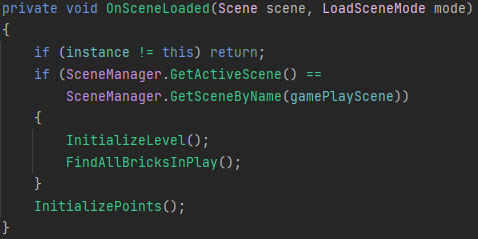 private void OnSceneLoaded(Scene scene, LoadSceneMode mode)
{
    if (instance != this) return;
    if (SceneManager.GetActiveScene() ==
        SceneManager.GetSceneByName(gamePlayScene))
    {
        InitializeLevel();
        FindAllBricksInPlay();
    }
    InitializePoints();
}